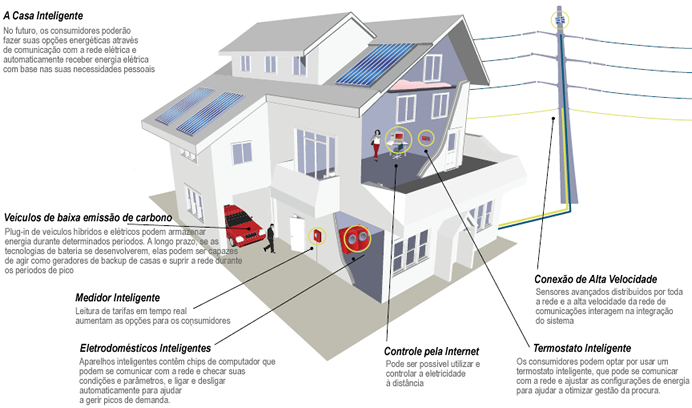 A Casa Inteligente
No futuro, os consumidores poderão
fazer suas opções energéticas através
de comunicação com a rede elétrica e
automaticamente receber energia elétrica
com base nas suas necessidades pessoais
Veículos de baixa emissão de carbono
Plug-in de veículos híbridos e elétricos podem armazenar
energia durante determinados períodos. A longo prazo, se as
tecnologias de bateria se desenvolverem, elas podem ser capazes
de agir como geradores de backup de casas e suprir a rede durante
os períodos de pico
Medidor Inteligente
Leitura de tarifas em tempo real
aumentam as opções para os consumidores
Eletrodomésticos Inteligentes
Aparelhos inteligentes contêm chips de computador que
podem se comunicar com a rede e checar suas
condições e parâmetros, e ligar e desligar
automaticamente para ajudar
a gerir picos de demanda.
Controle pela Internet
Pode ser possível utilizar e
controlar a eletricidade
à distância
Conexão de Alta Velocidade
Sensores avançados distribuidos por toda
a rede e a alta velocidade da rede de
comunicações interagem na integração
do sistema
Termostato Inteligente
Os consumidores podem optar por usar um
termostato inteligente, que pode se comunicar
com a rede e ajustar as configurações de energia
para ajudar a otimizar gestão da procura.